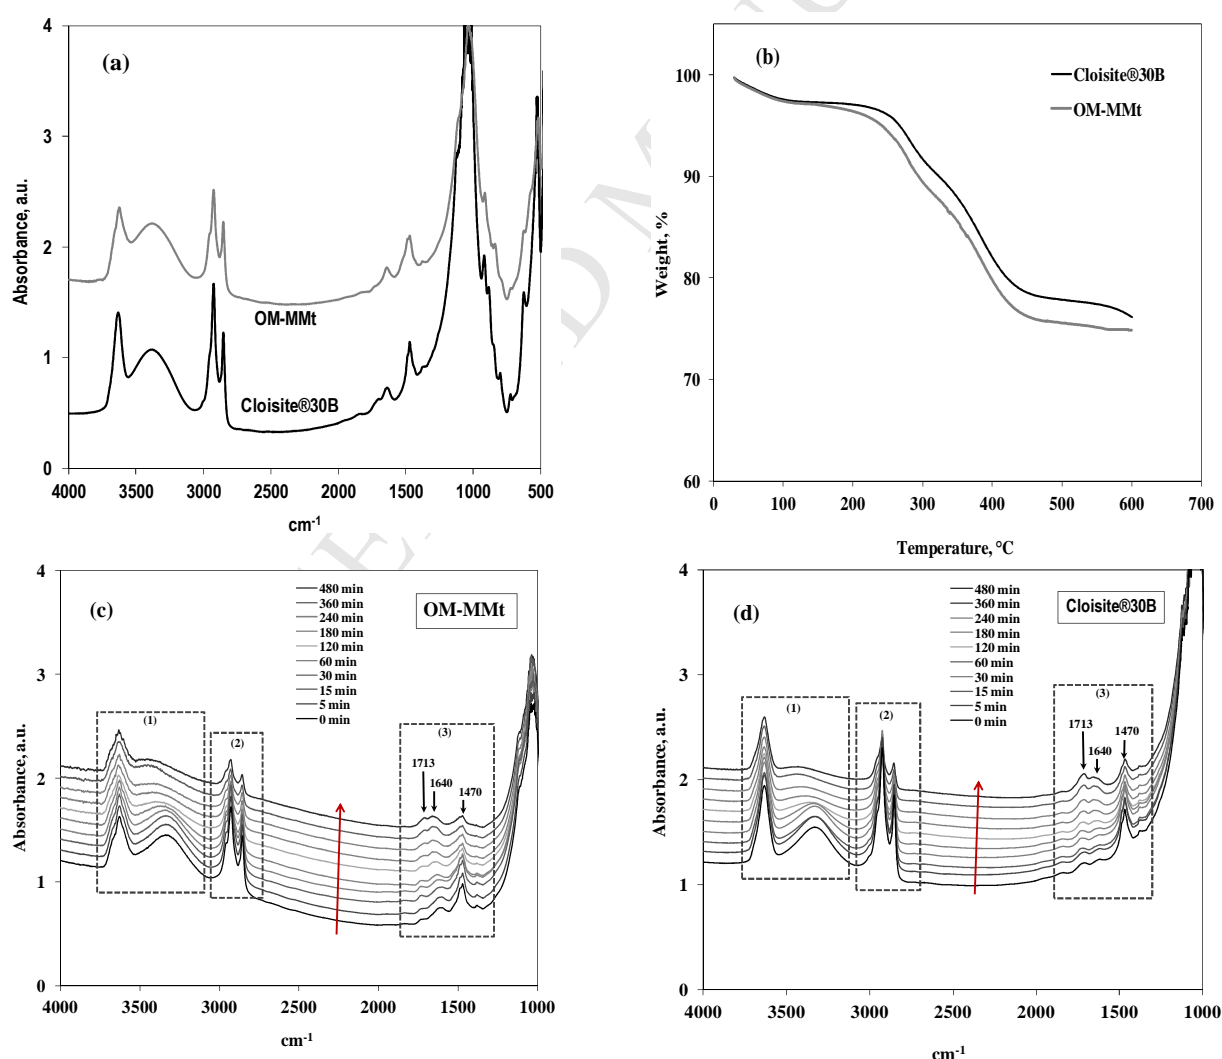 4
3
2
1
0
Absorbance, a.u.
(a)
OM-MMt
Cloisite®30B
4000 3500 3000 2500 2000 1500 1000 500
cm-1
100
90
80
70
60
Weight, %
(b)
Cloisite®30B
OM-MMt
0 100 200 300 400 500 600 700
Temperature, °C
4
3
2
1
0
Absorbance, a.u.
(c)
480 min
360 min
240 min
180 min
120 min
60 min
30 min
15 min
5 min
0 min
OM-MMt
(1)
(2)
(3)
1713
1640
1470
4000 3500 3000 2500 2000 1500 1000
cm-1
4
3
2
1
0
Absorbance, a.u.
(d)
480 min
360 min
240 min
180 min
120 min
60 min
30 min
15 min
5 min
0 min
Cloisite®30B
(1)
(2)
(3)
1713
1640
1470
4000 3500 3000 2500 2000 1500 1000
cm-1